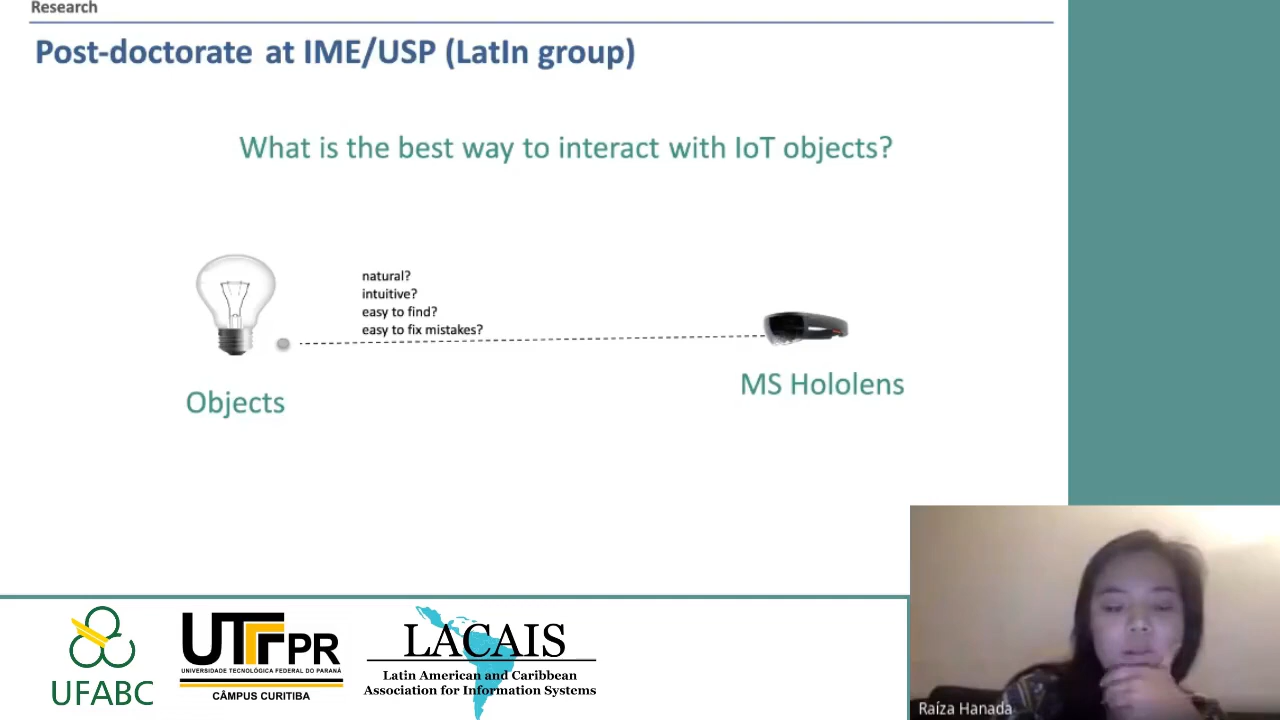 Research
Post-doctorate at IME/USP (LatIn group)
What is the best way to interact with IoT objects?
natural?
intuitive?
easy to find?
easy to fix mistakes?
Objects
MS Hololens
UFABC
UTFPR
UNIVERSIDADE TECNOLÓGICA FEDERAL DO PARANÁ
CÂMPUS CURITIBA
LACAIS
Latin American and Caribbean
Association for Information Systems
Raíza Hanada